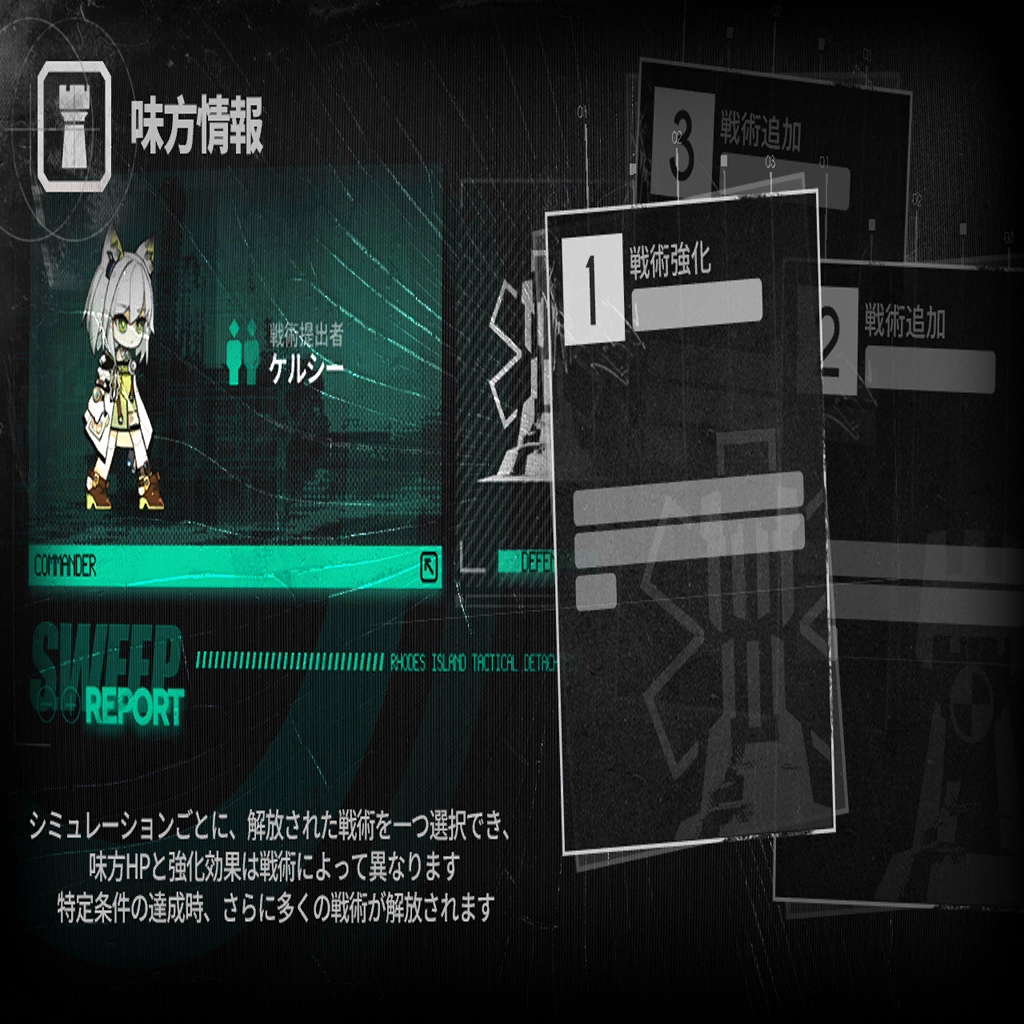 味方情報
戦術提出者
ケルシー
COMMANDER
SWEEP
REPORT
RHODES ISLAND TACTICAL
3
戦術追加
1
戦術強化
2
戦術追加
シミュレーションごとに、解放された戦術を一つ選択でき、
味方HPと強化効果は戦術によって異なります
特定条件の達成時、さらに多くの戦術が解放されます